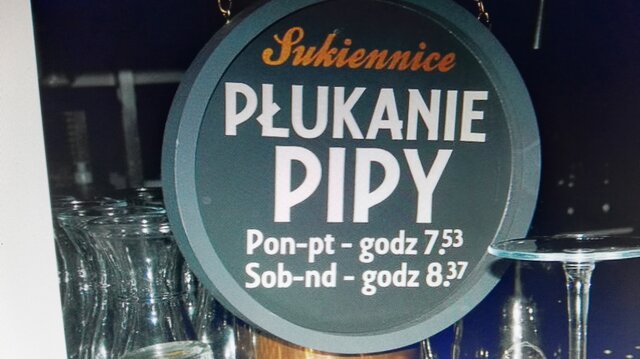 Sukiennice
PŁUKANIE
PIPY
Pon-pt - godz 7.53
Sob-nd - godz 8.37